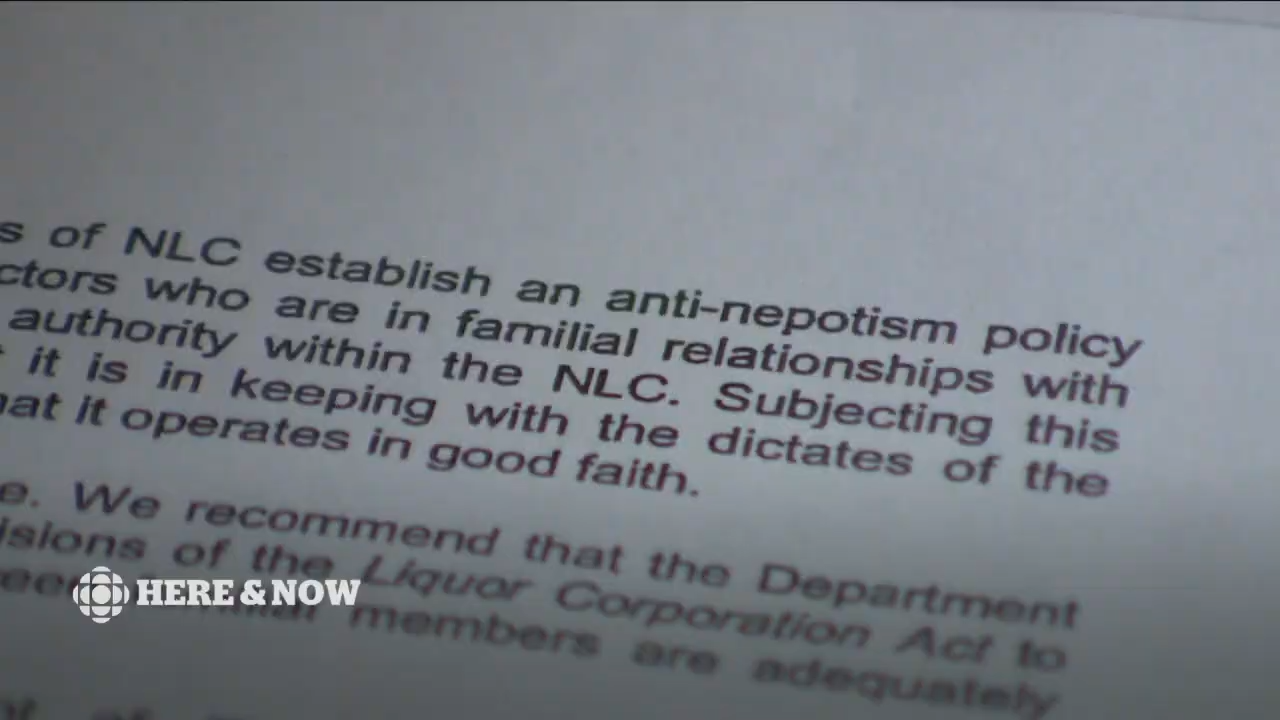 s of NLC establish an anti-nepotism policy
ctors who are in familial relationships with
authority within the NLC. Subjecting this
it is in keeping with the dictates of the
hat it operates in good faith.
e. We recommend that the Department
isions of the Liquor Corporation Act to
members are adequately
HERE & NOW